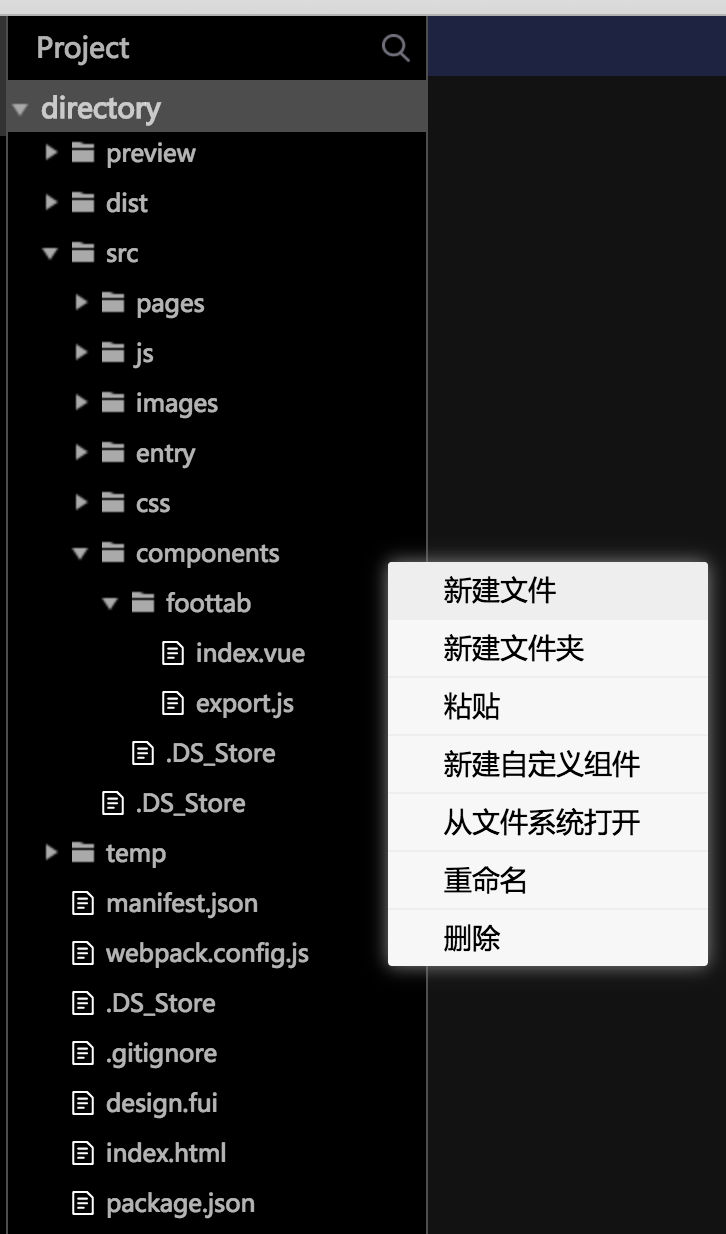 Project
directory
preview
dist
src
pages
js
images
entry
css
components
foottab
index.vue
export.js
.DS_Store
.DS_Store
temp
manifest.json
webpack.config.js
.DS_Store
.gitignore
design.fui
index.html
package.json
新建文件
新建文件夹
粘贴
新建自定义组件
从文件系统打开
重命名
删除